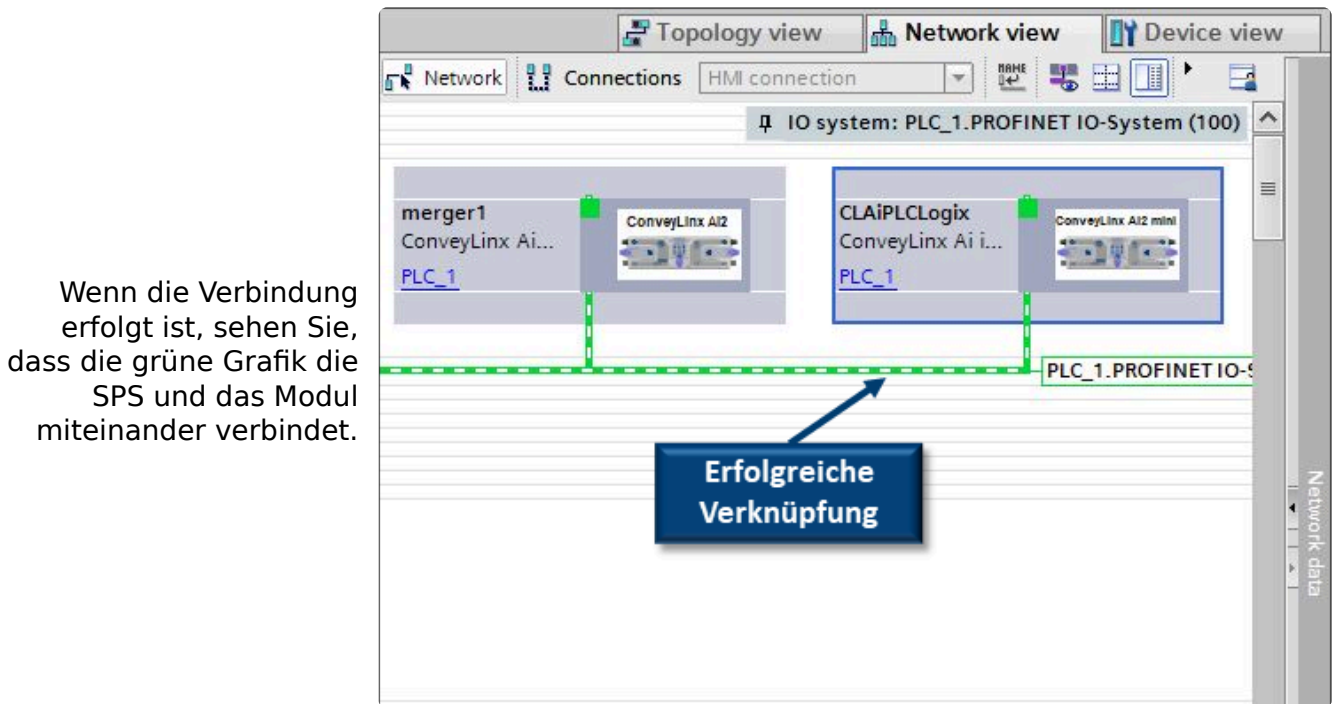 Wenn die Verbindung
erfolgt ist, sehen Sie,
dass die grüne Grafik die
SPS und das Modul
miteinander verbindet.
Topology view Network view Device view
Network Connections HMI connection NAME
IO system: PLC_1.PROFINET IO-System (100)
merger1
ConveyLinx Ai...
PLC_1
ConveyLinx Ai2
CLAiPLCLogix
ConveyLinx Ai i...
PLC_1
ConveyLinx Ai2 mini
PLC_1.PROFINET IO-S
Erfolgreiche
Verknüpfung
Network data